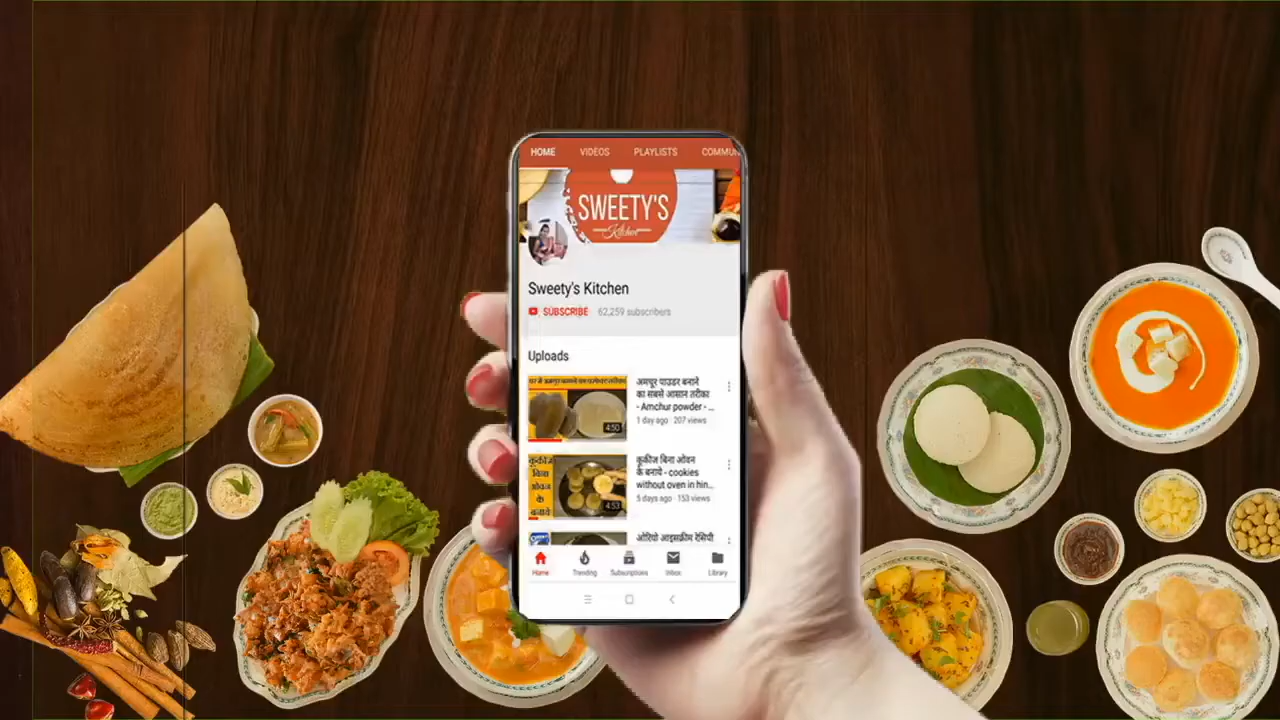 HOME VIDEOS PLAYLISTS COMMUN
SWEETY'S
Kitchen
Sweety's Kitchen
SUBSCRIBE 62,259 subscribers
Uploads
4:50
अमचूर पाउडर बनाने
का सबसे आसान तरीका
- Amchur powder - ...
1 day ago · 207 views
कूकीज
बिना
ओवन
के
बनाये
4:53
कूकीज बिना ओवन
के बनाये - cookies
without oven in hin...
5 days ago · 153 views
ओरियो आइसक्रीम रेसिपी
Home Trending Subscriptions Inbox Library